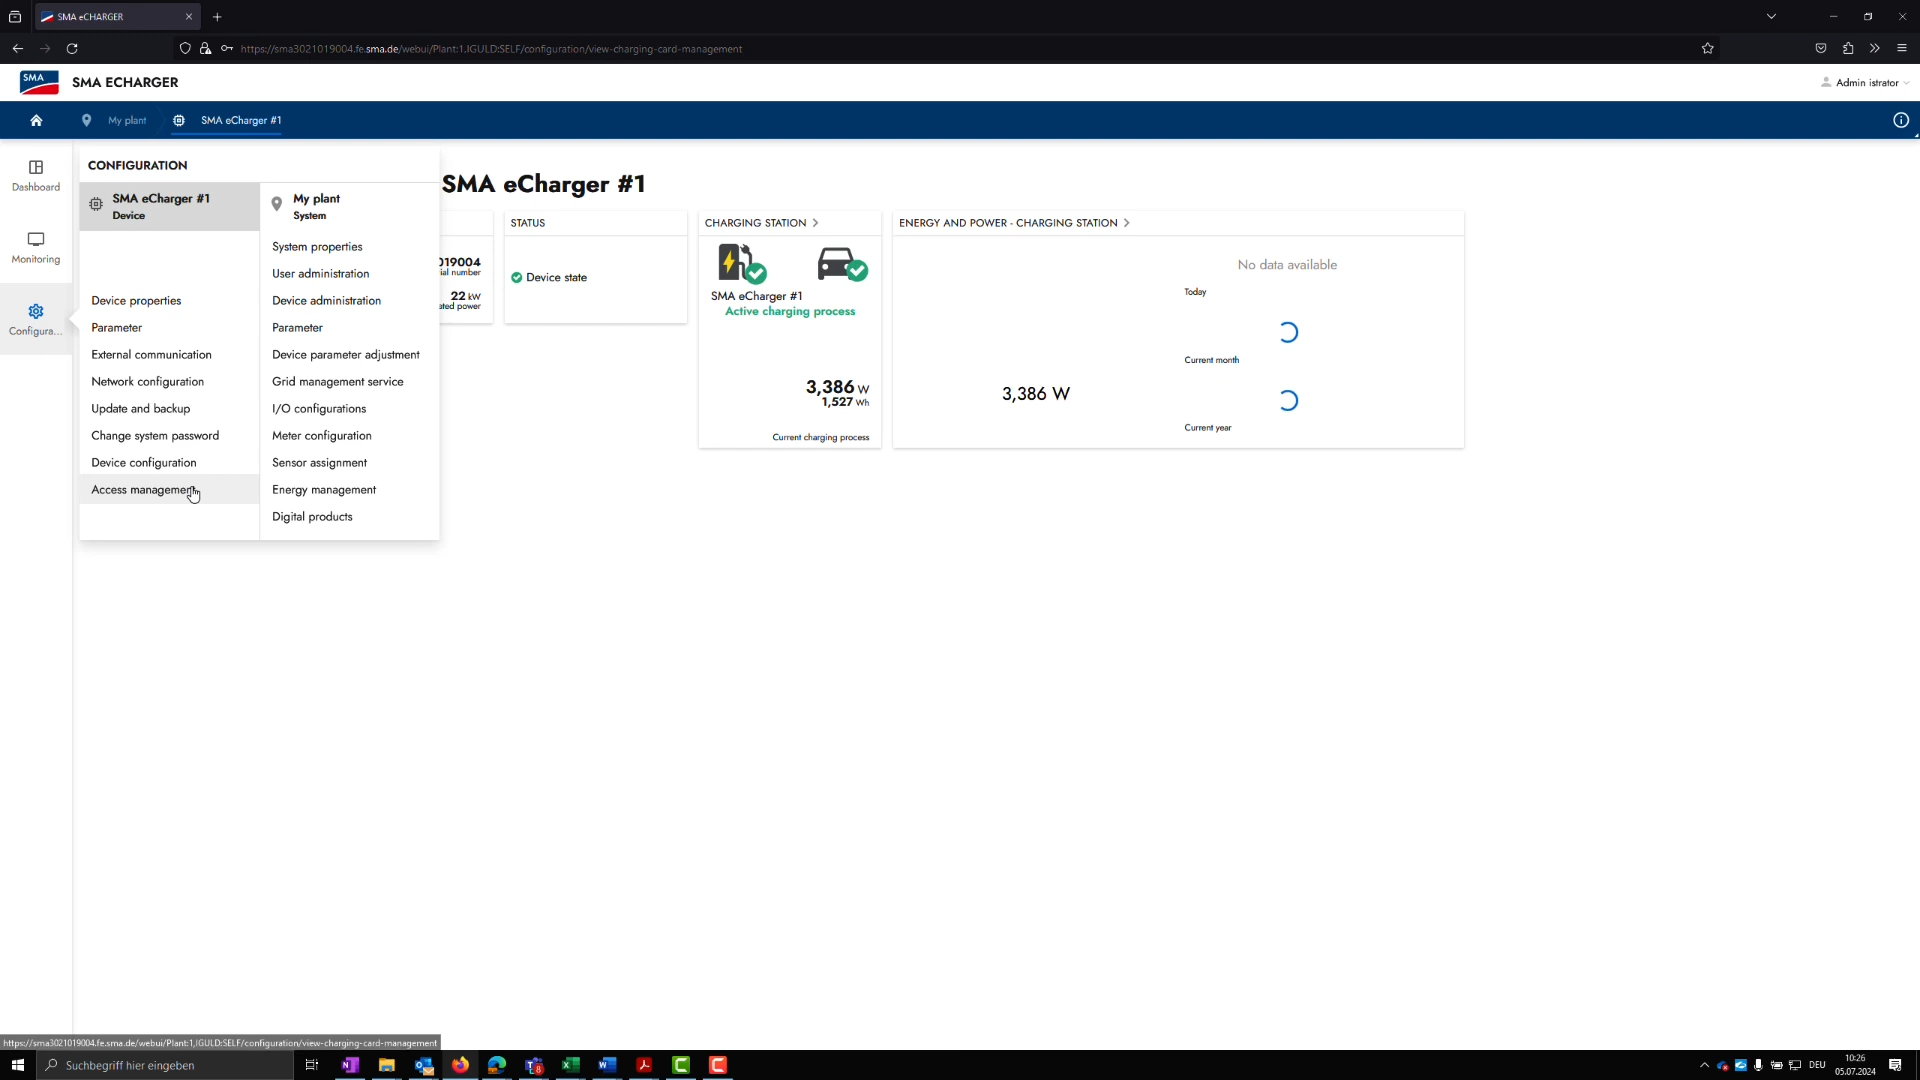 SMA eCHARGER
https://sma3021019004.fe.sma.de/webui/Plant:1,IGULD:SELF/configuration/view-charging-card-management
SMA
SMA ECHARGER
Admin istrator
My plant
SMA eCharger #1
Dashboard
Monitoring
Configura...
CONFIGURATION
SMA eCharger #1
Device
Device properties
Parameter
External communication
Network configuration
Update and backup
Change system password
Device configuration
Access management
My plant
System
System properties
User administration
Device administration
Parameter
Device parameter adjustment
Grid management service
I/O configurations
Meter configuration
Sensor assignment
Energy management
Digital products
SMA eCharger #1
19004
ial number
22 kW
ated power
STATUS
Device state
CHARGING STATION
SMA eCharger #1
Active charging process
3,386 W
1,527 Wh
Current charging process
ENERGY AND POWER - CHARGING STATION
3,386 W
No data available
Today
Current month
Current year
https://sma3021019004.fe.sma.de/webui/Plant:1,IGULD:SELF/configuration/view-charging-card-management
Suchbegriff hier eingeben
DEU
10:26
05.07.2024